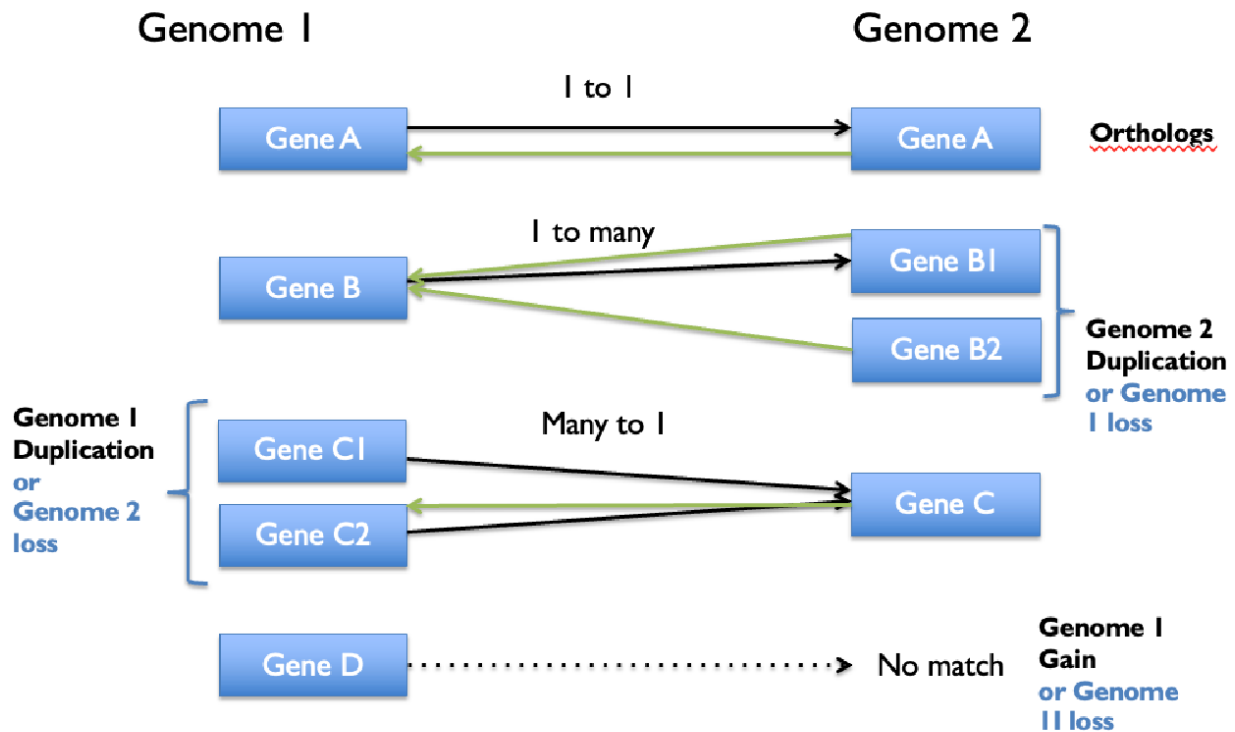 Genome 1
Genome 2
1 to 1
Gene A
Gene A
Orthologs
1 to many
Gene B
Gene B1
Gene B2
Genome 2
Duplication
or Genome
1 loss
Genome 1
Duplication
or
Genome 2
loss
Many to 1
Gene C1
Gene C2
Gene C
Gene D
No match
Genome 1
Gain
or Genome
11 loss